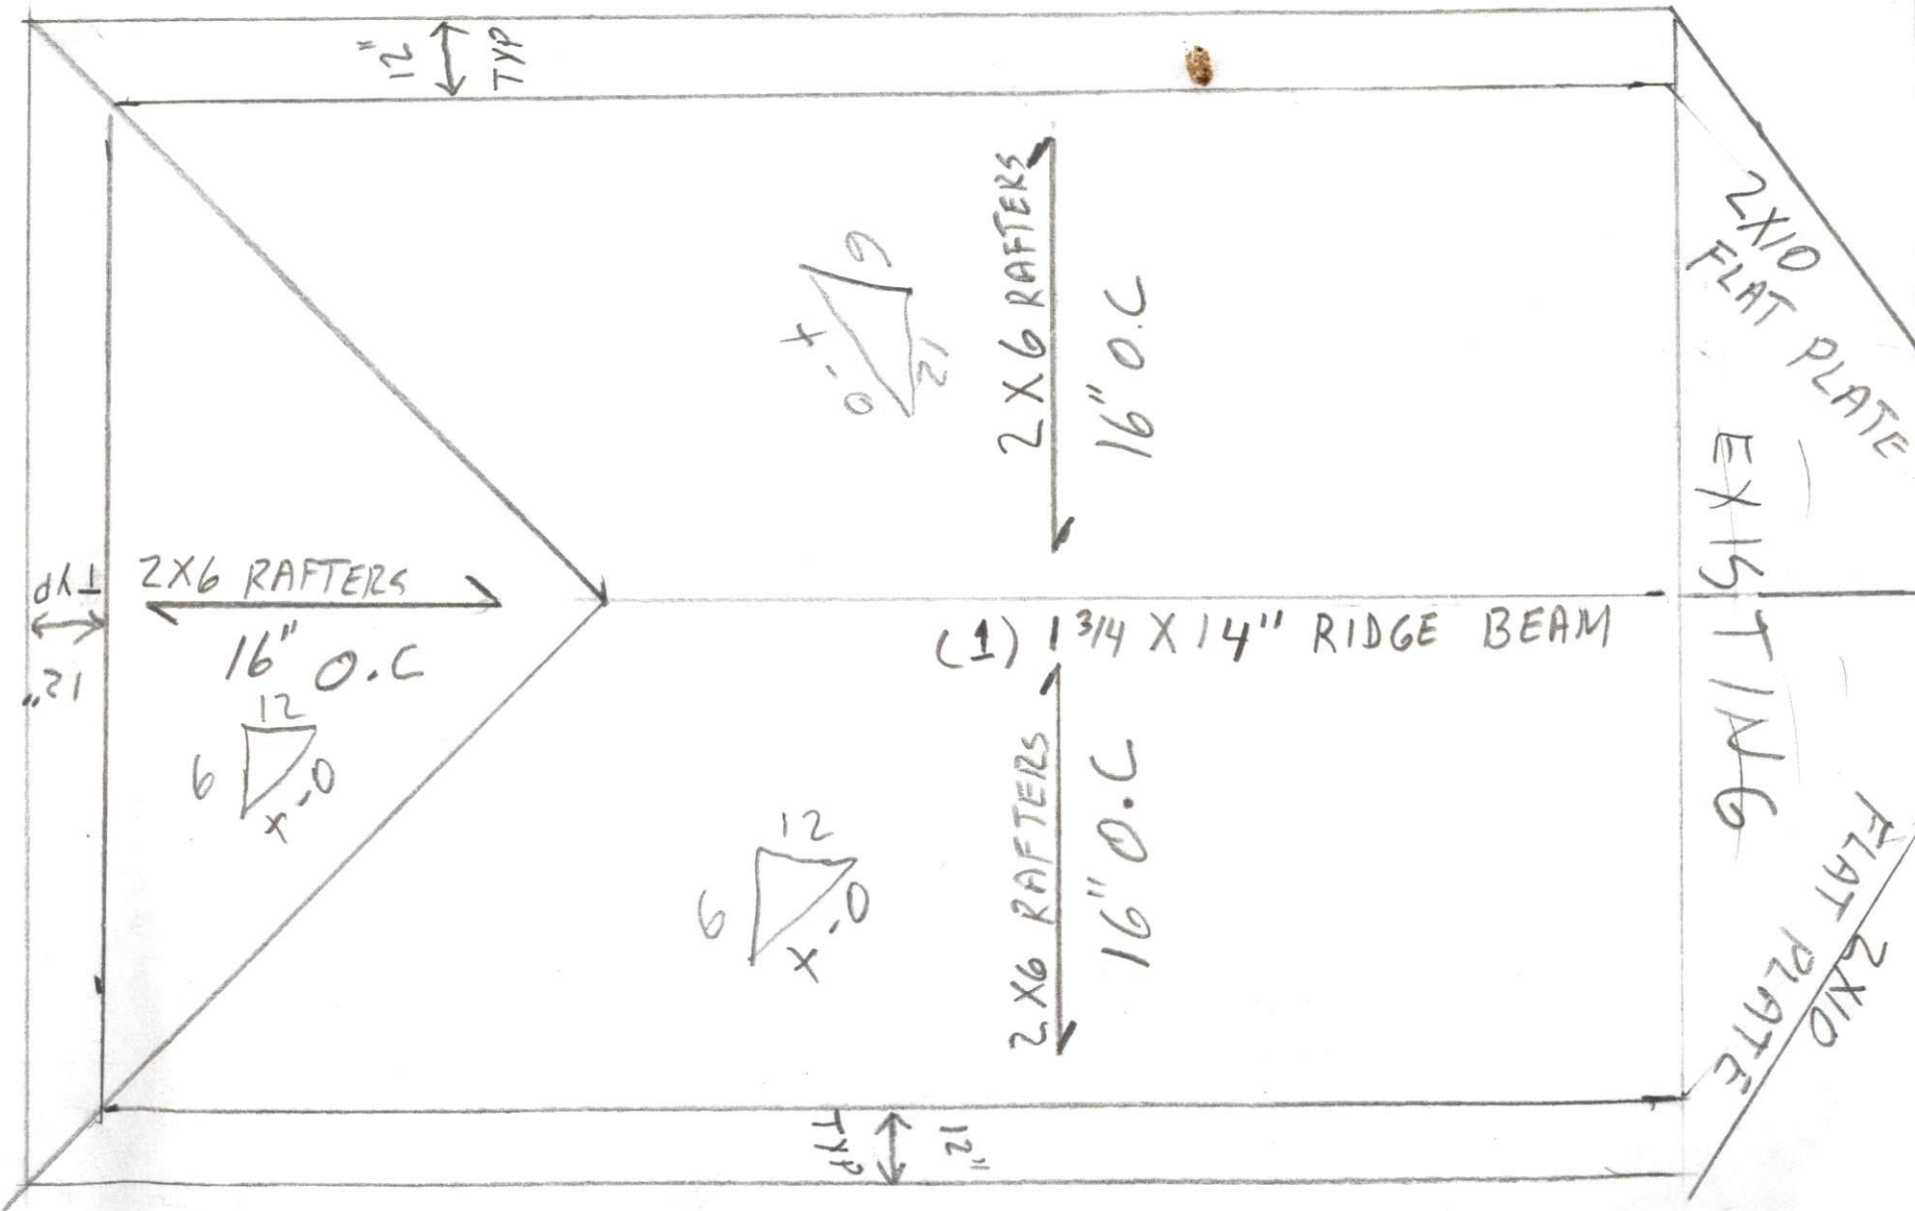 12"
TYP
2X6 RAFTERS
16" O.C
6
12
X-0
2X10
FLAT PLATE
EXISTING
TYP
12"
2X6 RAFTERS
16" O.C
12
6
X-0
(1) 1 3/4 X 14" RIDGE BEAM
2X6 RAFTERS
16" O.C
12
6
X-0
2X10
FLAT PLATE
TYP
12"